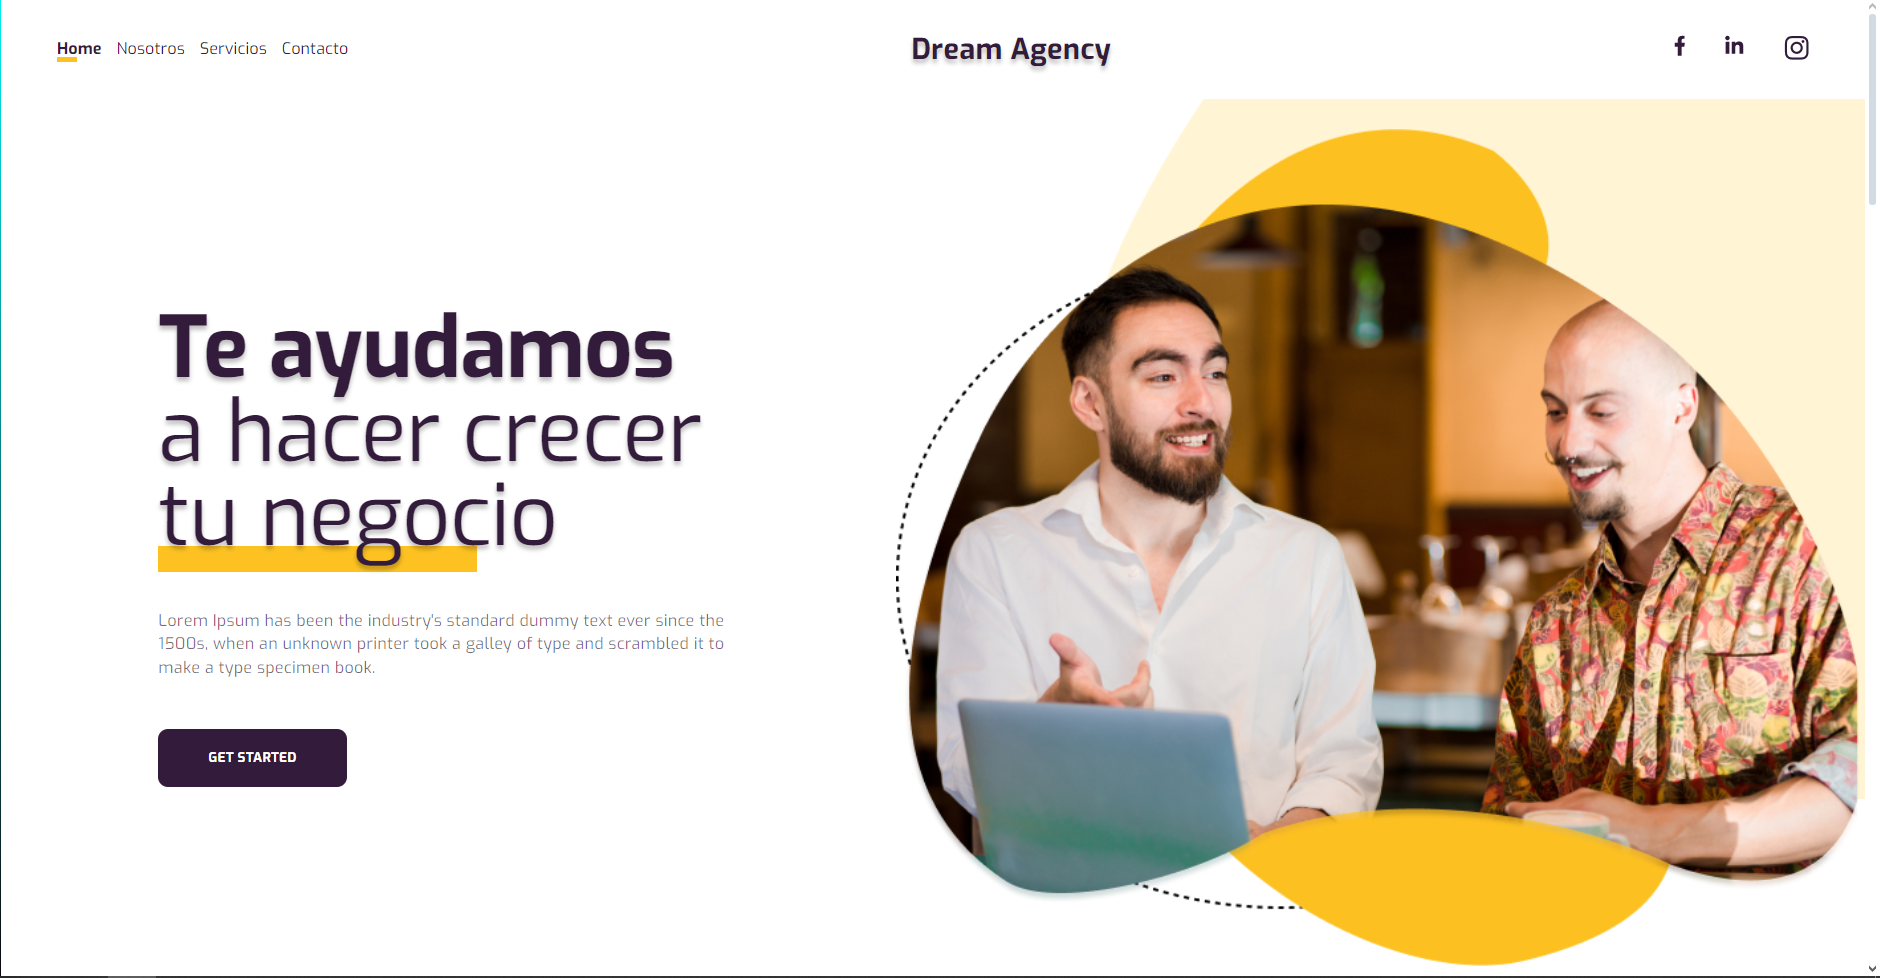 Home Nosotros Servicios Contacto
Dream Agency
Te ayudamos
a hacer crecer
tu negocio
Lorem Ipsum has been the industry's standard dummy text ever since the
1500s, when an unknown printer took a galley of type and scrambled it to
make a type specimen book.
GET STARTED